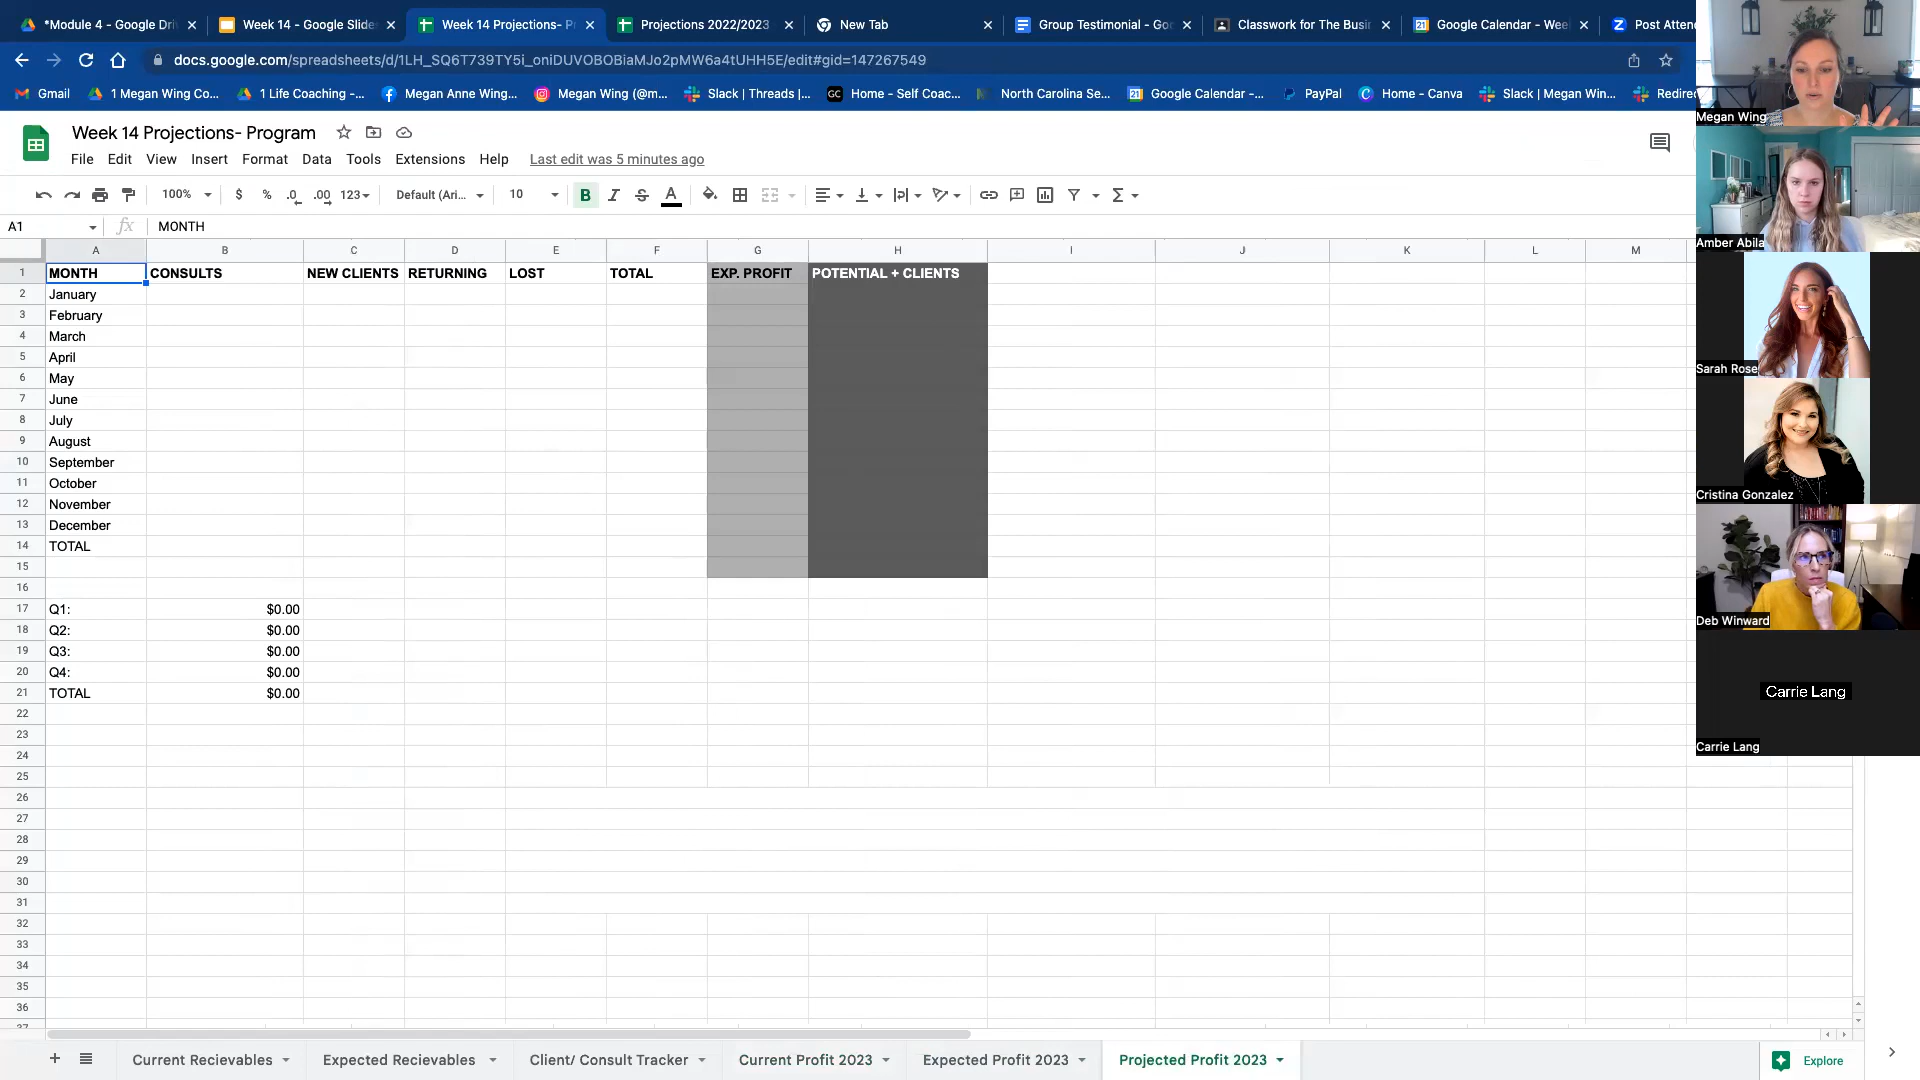 *Module 4 - Google Dri
Week 14 - Google Slide
Week 14 Projections- P
Projections 2022/2023
New Tab
Group Testimonial - Goo
Classwork for The Busi
Google Calendar - Wee
Post Atten
docs.google.com/spreadsheets/d/1LH_SQ6T739TY5i_oniDUVOBOBiaMJo2pMW6a4tUHH5E/edit#gid=147267549
Gmail
1 Megan Wing Co...
1 Life Coaching -...
Megan Anne Wing...
Megan Wing (@m...
Slack | Threads |...
Home - Self Coac...
North Carolina Se...
Google Calendar -...
PayPal
Home - Canva
Slack | Megan Win...
Redire
Week 14 Projections- Program
File Edit View Insert Format Data Tools Extensions Help Last edit was 5 minutes ago
100% $ % .0 .00 123 Default (Ari... 10 B I S A
A1 fx MONTH
A B C D E F G H I J K L M
1 MONTH CONSULTS NEW CLIENTS RETURNING LOST TOTAL EXP. PROFIT POTENTIAL + CLIENTS
2 January
3 February
4 March
5 April
6 May
7 June
8 July
9 August
10 September
11 October
12 November
13 December
14 TOTAL
15
16
17 Q1: $0.00
18 Q2: $0.00
19 Q3: $0.00
20 Q4: $0.00
21 TOTAL $0.00
22
23
24
25
26
27
28
29
30
31
32
33
34
35
36
37
Current Recievables
Expected Recievables
Client/ Consult Tracker
Current Profit 2023
Expected Profit 2023
Projected Profit 2023
Explore
Megan Wing
Amber Abila
Sarah Rose
Cristina Gonzalez
Deb Winward
Carrie Lang
Carrie Lang